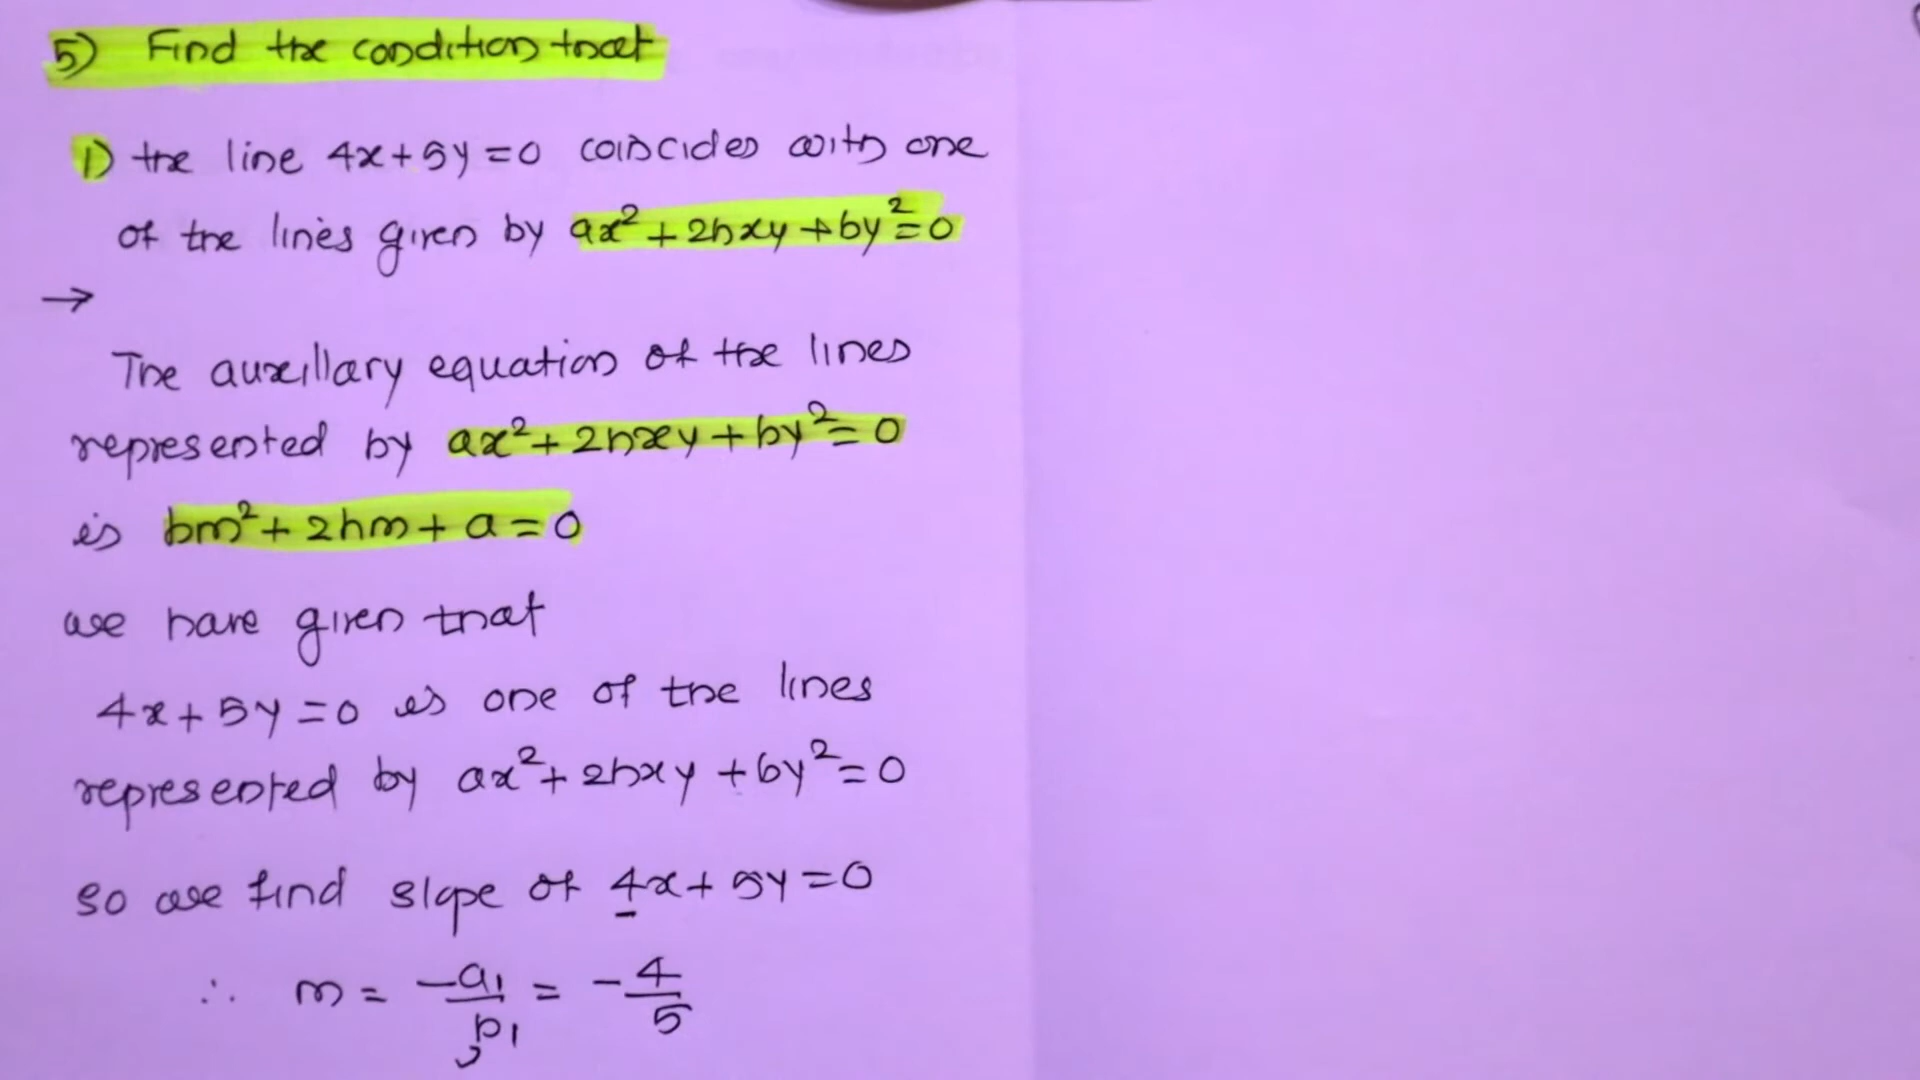 5) Find the condition that
1) the line 4x+5y=0 coincides with one
of the lines given by ax²+2hxy+by²=0
→
The auxillary equation of the lines
represented by ax²+2hxy+by²=0
is bm²+2hm+a=0
we have given that
4x+5y=0 is one of the lines
represented by ax²+2hxy+by²=0
so we find slope of 4x+5y=0
∴ m = -a₁/b₁ = -4/5